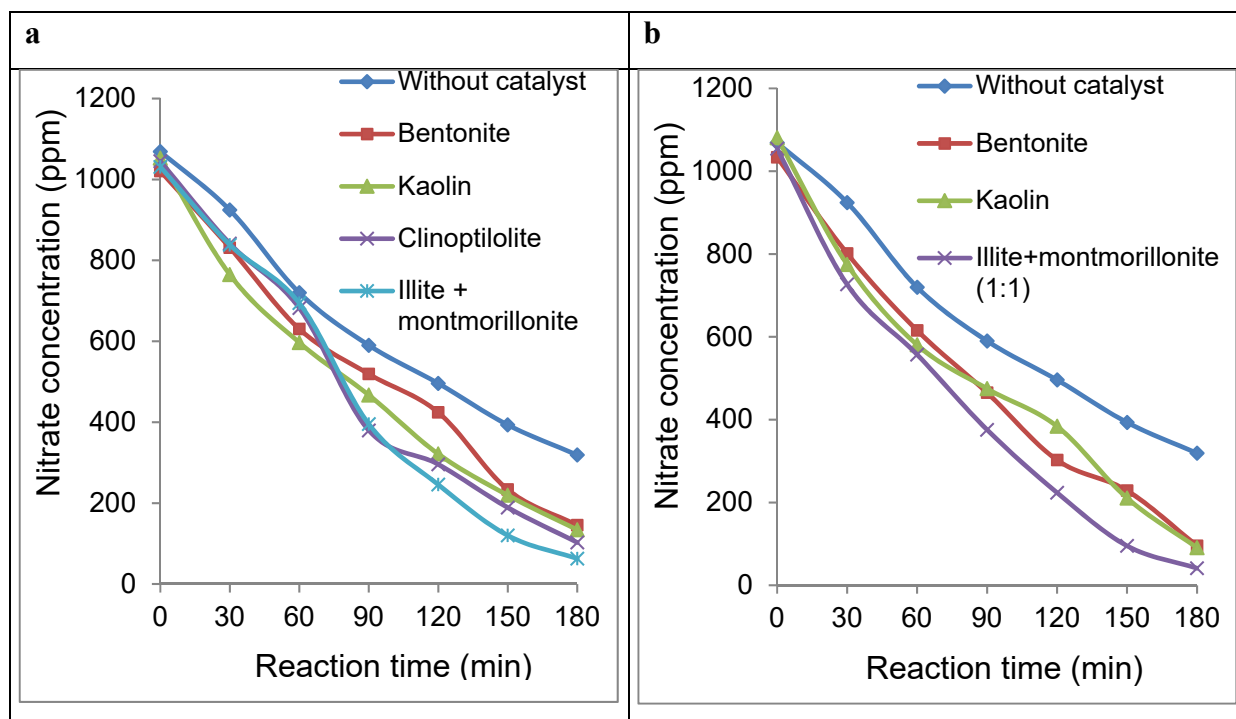 a
b
Without catalyst
Bentonite
Kaolin
Clinoptilolite
Illite +
montmorillonite
Nitrate concentration (ppm)
1200
1000
800
600
400
200
0
0 30 60 90 120 150 180
Reaction time (min)
Without catalyst
Bentonite
Kaolin
Illite+montmorillonite
(1:1)
Nitrate concentration (ppm)
1200
1000
800
600
400
200
0
0 30 60 90 120 150 180
Reaction time (min)